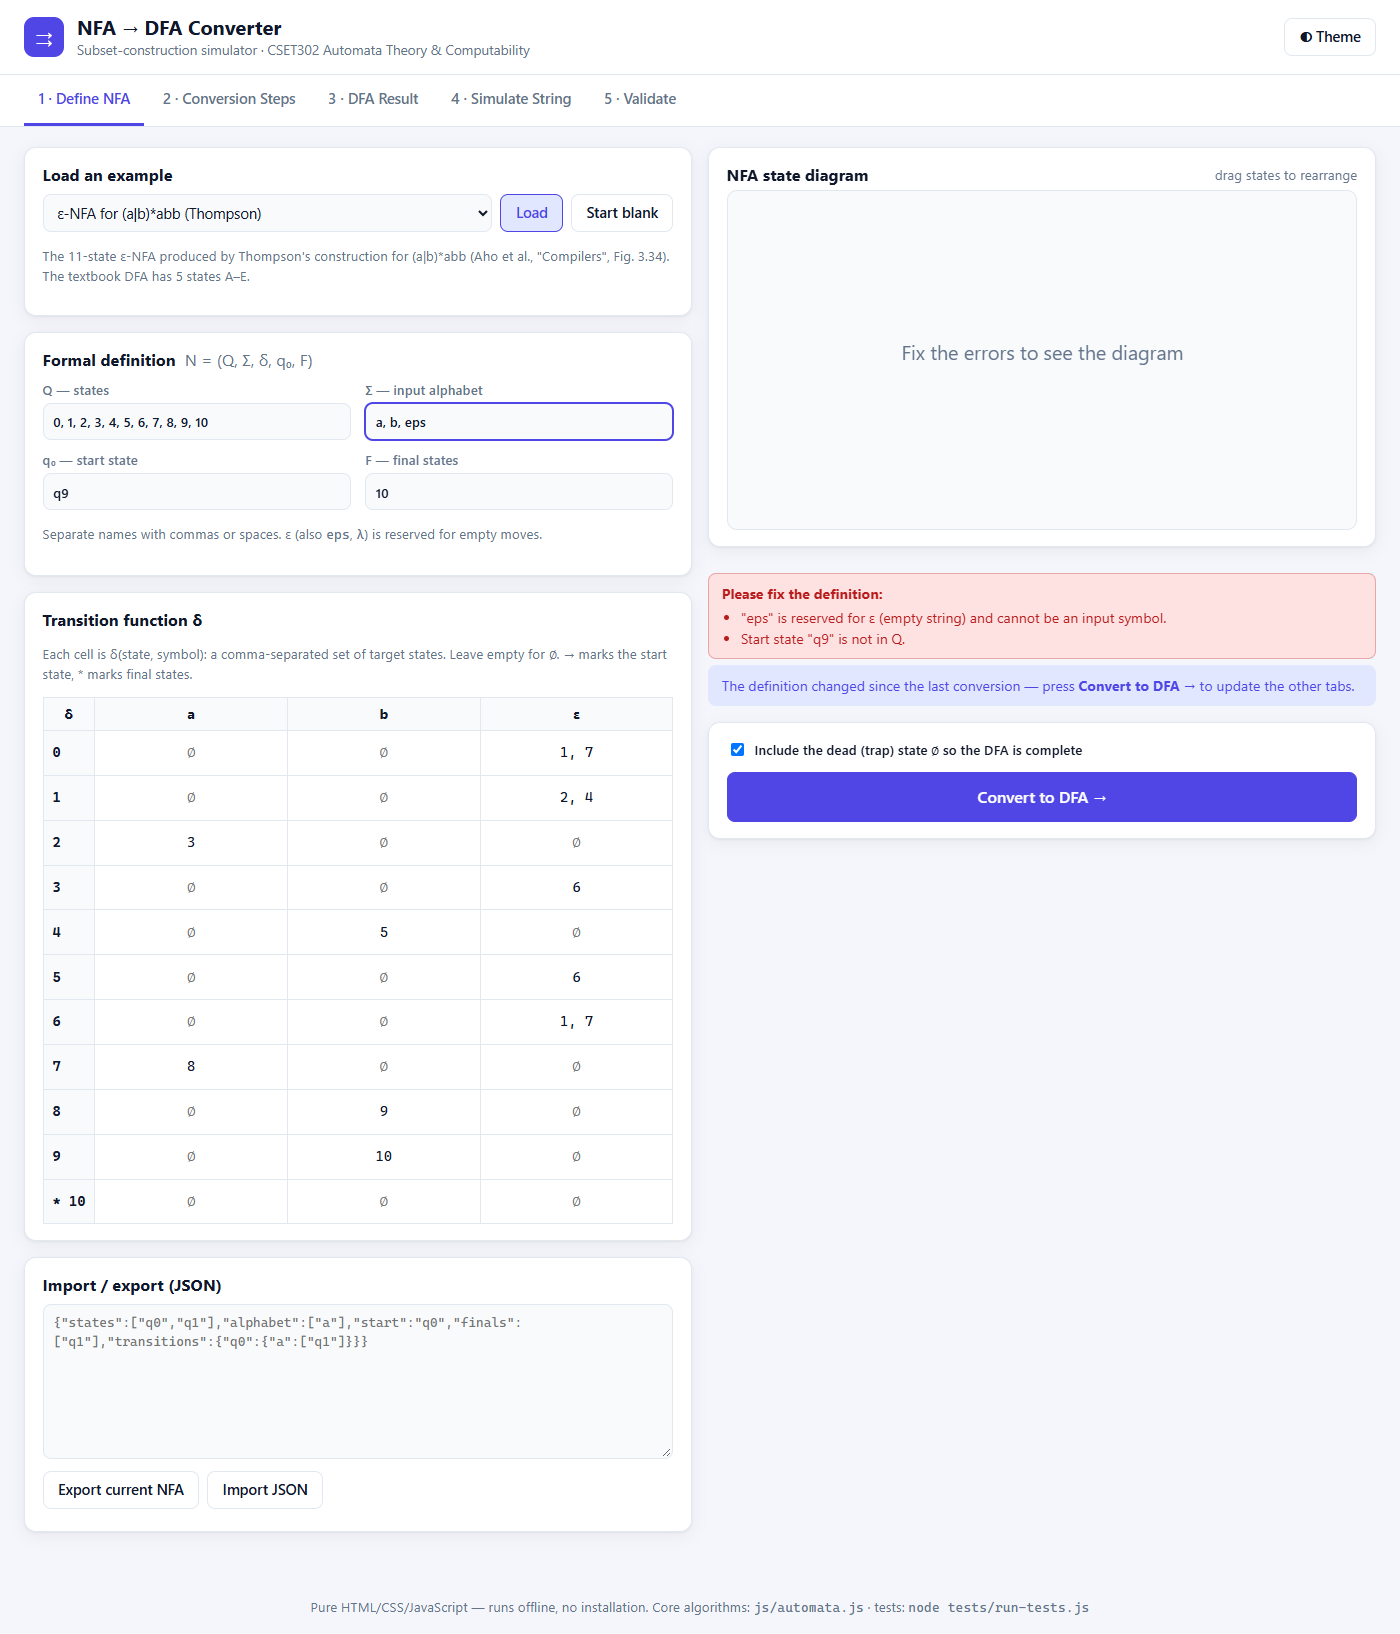 NFA → DFA Converter
Subset-construction simulator · CSET302 Automata Theory & Computability
◐ Theme
1 · Define NFA
2 · Conversion Steps
3 · DFA Result
4 · Simulate String
5 · Validate
Load an example
ε-NFA for (a|b)*abb (Thompson)
Load
Start blank
The 11-state ε-NFA produced by Thompson's construction for (a|b)*abb (Aho et al., "Compilers", Fig. 3.34).
The textbook DFA has 5 states A–E.
Formal definition N = (Q, Σ, δ, q₀, F)
Q — states
Σ — input alphabet
0, 1, 2, 3, 4, 5, 6, 7, 8, 9, 10
a, b, eps
q₀ — start state
F — final states
q9
10
Separate names with commas or spaces. ε (also eps, λ) is reserved for empty moves.
Transition function δ
Each cell is δ(state, symbol): a comma-separated set of target states. Leave empty for ∅. → marks the start
state, * marks final states.
δ a b ε
0 ∅ ∅ 1, 7
1 ∅ ∅ 2, 4
2 3 ∅ ∅
3 ∅ ∅ 6
4 ∅ 5 ∅
5 ∅ ∅ 6
6 ∅ ∅ 1, 7
7 8 ∅ ∅
8 ∅ 9 ∅
9 ∅ 10 ∅
* 10 ∅ ∅ ∅
Import / export (JSON)
{"states":["q0","q1"],"alphabet":["a"],"start":"q0","finals":
["q1"],"transitions":{"q0":{"a":["q1"]}}}
Export current NFA
Import JSON
NFA state diagram
drag states to rearrange
Fix the errors to see the diagram
Please fix the definition:
• "eps" is reserved for ε (empty string) and cannot be an input symbol.
• Start state "q9" is not in Q.
The definition changed since the last conversion — press Convert to DFA → to update the other tabs.
Include the dead (trap) state ∅ so the DFA is complete
Convert to DFA →
Pure HTML/CSS/JavaScript — runs offline, no installation. Core algorithms: js/automata.js · tests: node tests/run-tests.js